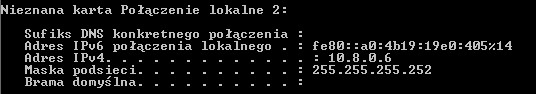 Nieznana karta Połączenie lokalne 2:
Sufiks DNS konkretnego połączenia :
Adres IPv6 połączenia lokalnego . : fe80::a0:4b19:19e0:405%14
Adres IPv4. . . . . . . . . . . . . : 10.8.0.6
Maska podsieci. . . . . . . . . . : 255.255.255.252
Brama domyślna. . . . . . . . . . :